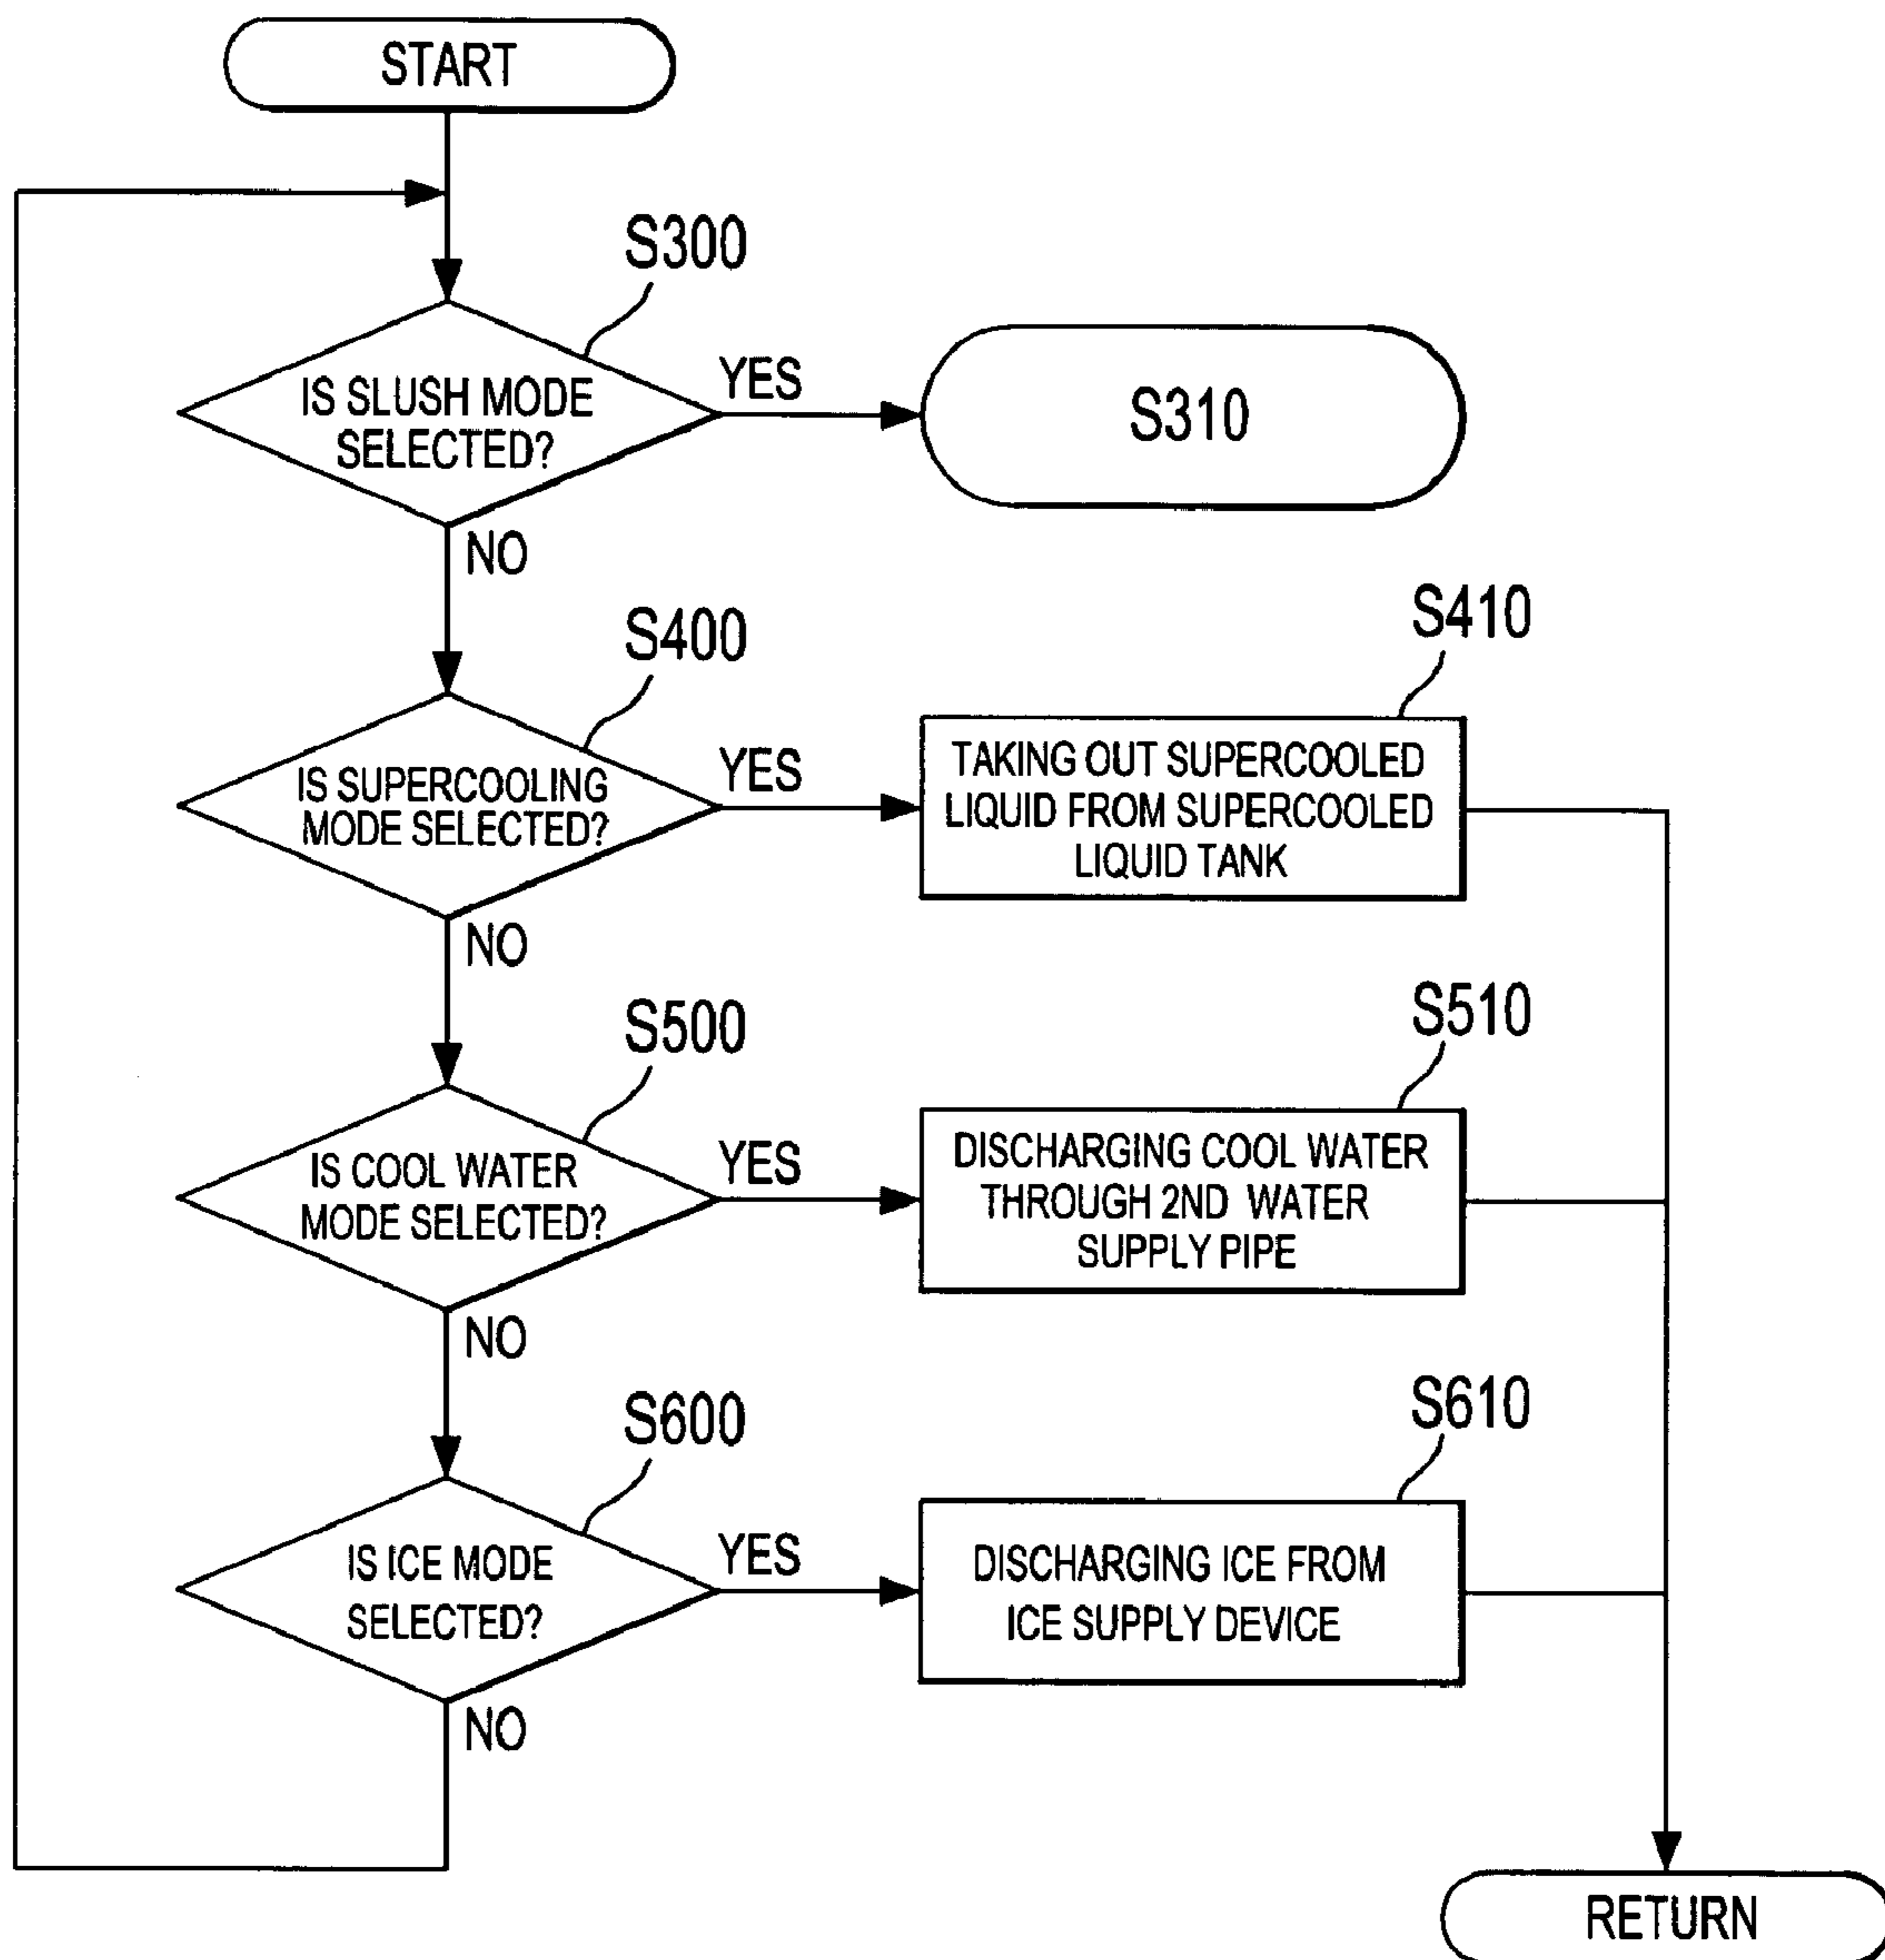 START
S300
IS SLUSH MODE
SELECTED?
YES
S310
NO
S400
IS SUPERCOOLING
MODE SELECTED?
YES
S410
TAKING OUT SUPERCOOLED
LIQUID FROM SUPERCOOLED
LIQUID TANK
NO
S500
IS COOL WATER
MODE SELECTED?
YES
S510
DISCHARGING COOL WATER
THROUGH 2ND WATER
SUPPLY PIPE
NO
S600
IS ICE MODE
SELECTED?
YES
S610
DISCHARGING ICE FROM
ICE SUPPLY DEVICE
NO
RETURN